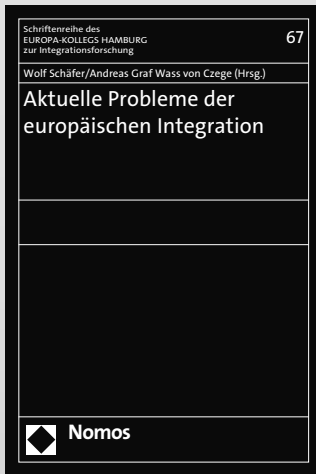 Schriftenreihe des
EUROPA-KOLLEGS HAMBURG
zur Integrationsforschung
67
Wolf Schäfer/Andreas Graf Wass von Czege (Hrsg.)
Aktuelle Probleme der
europäischen Integration
Nomos